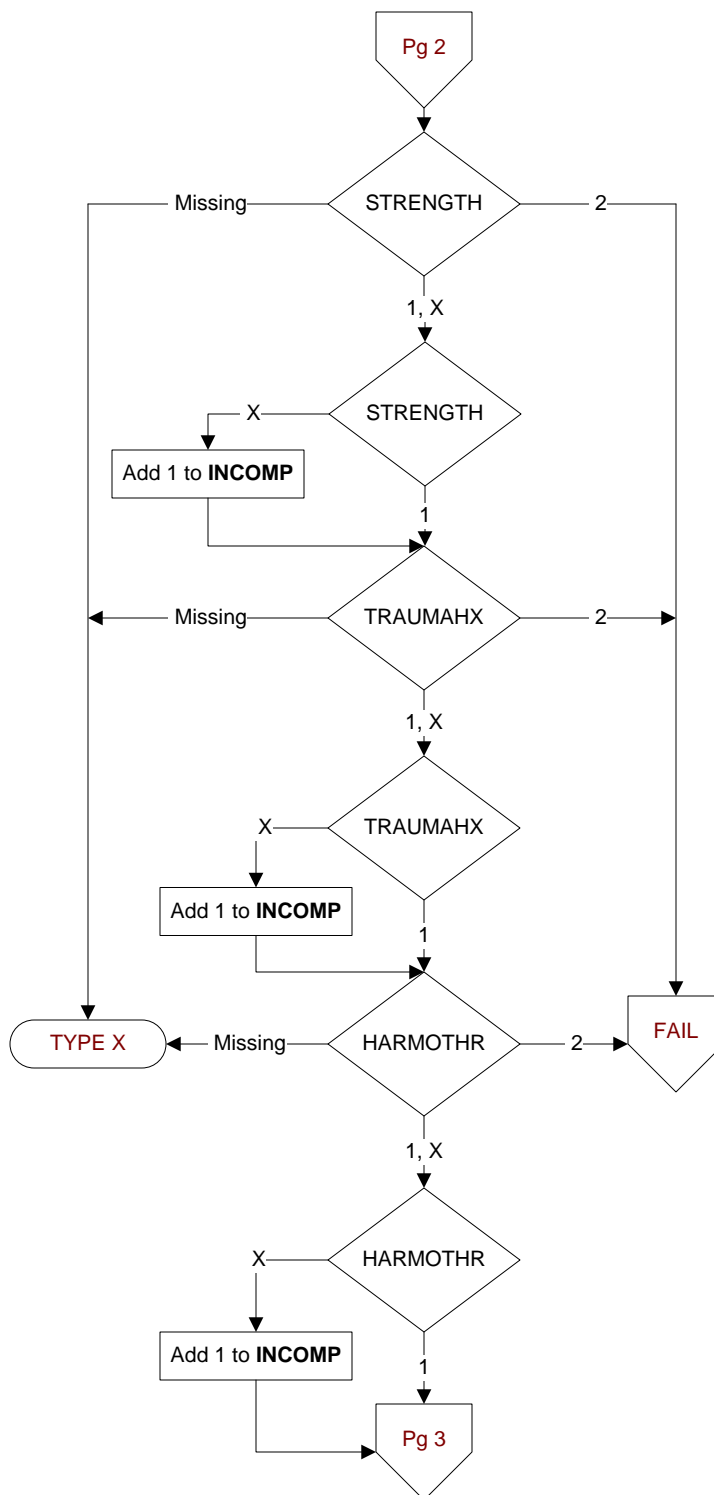 Pg 2
Missing
STRENGTH
2
1, X
X
STRENGTH
Add 1 to INCOMP
1
Missing
TRAUMAHX
2
1, X
X
TRAUMAHX
Add 1 to INCOMP
1
TYPE X
Missing
HARMOTHR
2
FAIL
1, X
X
HARMOTHR
Add 1 to INCOMP
1
Pg 3